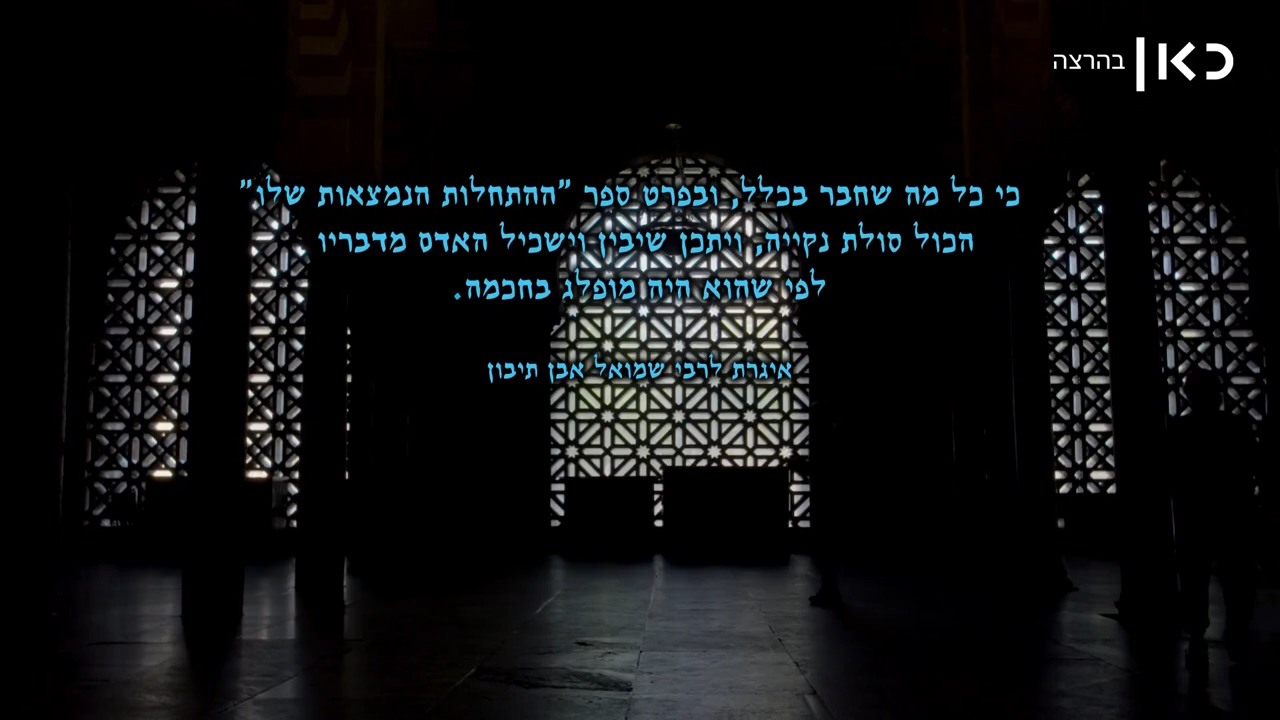 כאן בהרצה
כי כל מה שחבר בכלל, ובפרט ספר "ההתחלות הנמצאות שלו"
הכול סולת נקייה, ויתכן שיבין וישכיל האדם מדבריו
לפי שהוא היה מופלג בחכמה.
איגרת לרבי שמואל אבן תיבון